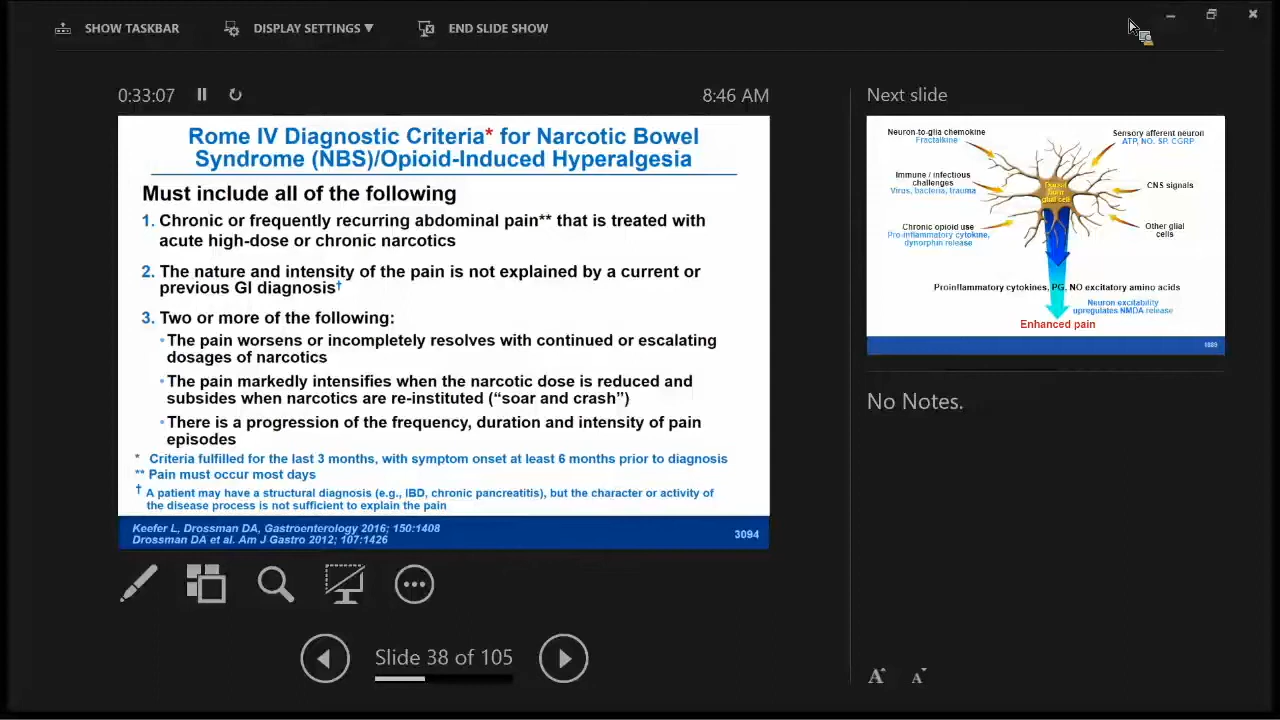 SHOW TASKBAR
DISPLAY SETTINGS ▼
END SLIDE SHOW
0:33:07
8:46 AM
Rome IV Diagnostic Criteria* for Narcotic Bowel
Syndrome (NBS)/Opioid-Induced Hyperalgesia
Must include all of the following
1. Chronic or frequently recurring abdominal pain** that is treated with
acute high-dose or chronic narcotics
2. The nature and intensity of the pain is not explained by a current or
previous GI diagnosis†
3. Two or more of the following:
• The pain worsens or incompletely resolves with continued or escalating
dosages of narcotics
• The pain markedly intensifies when the narcotic dose is reduced and
subsides when narcotics are re-instituted (“soar and crash”)
• There is a progression of the frequency, duration and intensity of pain
episodes
* Criteria fulfilled for the last 3 months, with symptom onset at least 6 months prior to diagnosis
** Pain must occur most days
† A patient may have a structural diagnosis (e.g., IBD, chronic pancreatitis), but the character or activity of
the disease process is not sufficient to explain the pain
Keefer L, Drossman DA, Gastroenterology 2016; 150:1408
Drossman DA et al. Am J Gastro 2012; 107:1426
3094
Slide 38 of 105
Next slide
Neuron-to-glia chemokine
Fractalkine
Sensory afferent neuron
ATP, NO, SP, CGRP
Immune / infectious
challenges
Virus, bacteria, trauma
Dorsal
horn
glial cell
CNS signals
Chronic opioid use
Pro-inflammatory cytokine,
dynorphin release
Other glial
cells
Proinflammatory cytokines, PG, NO excitatory amino acids
Neuron excitability
upregulates NMDA release
Enhanced pain
No Notes.
A A